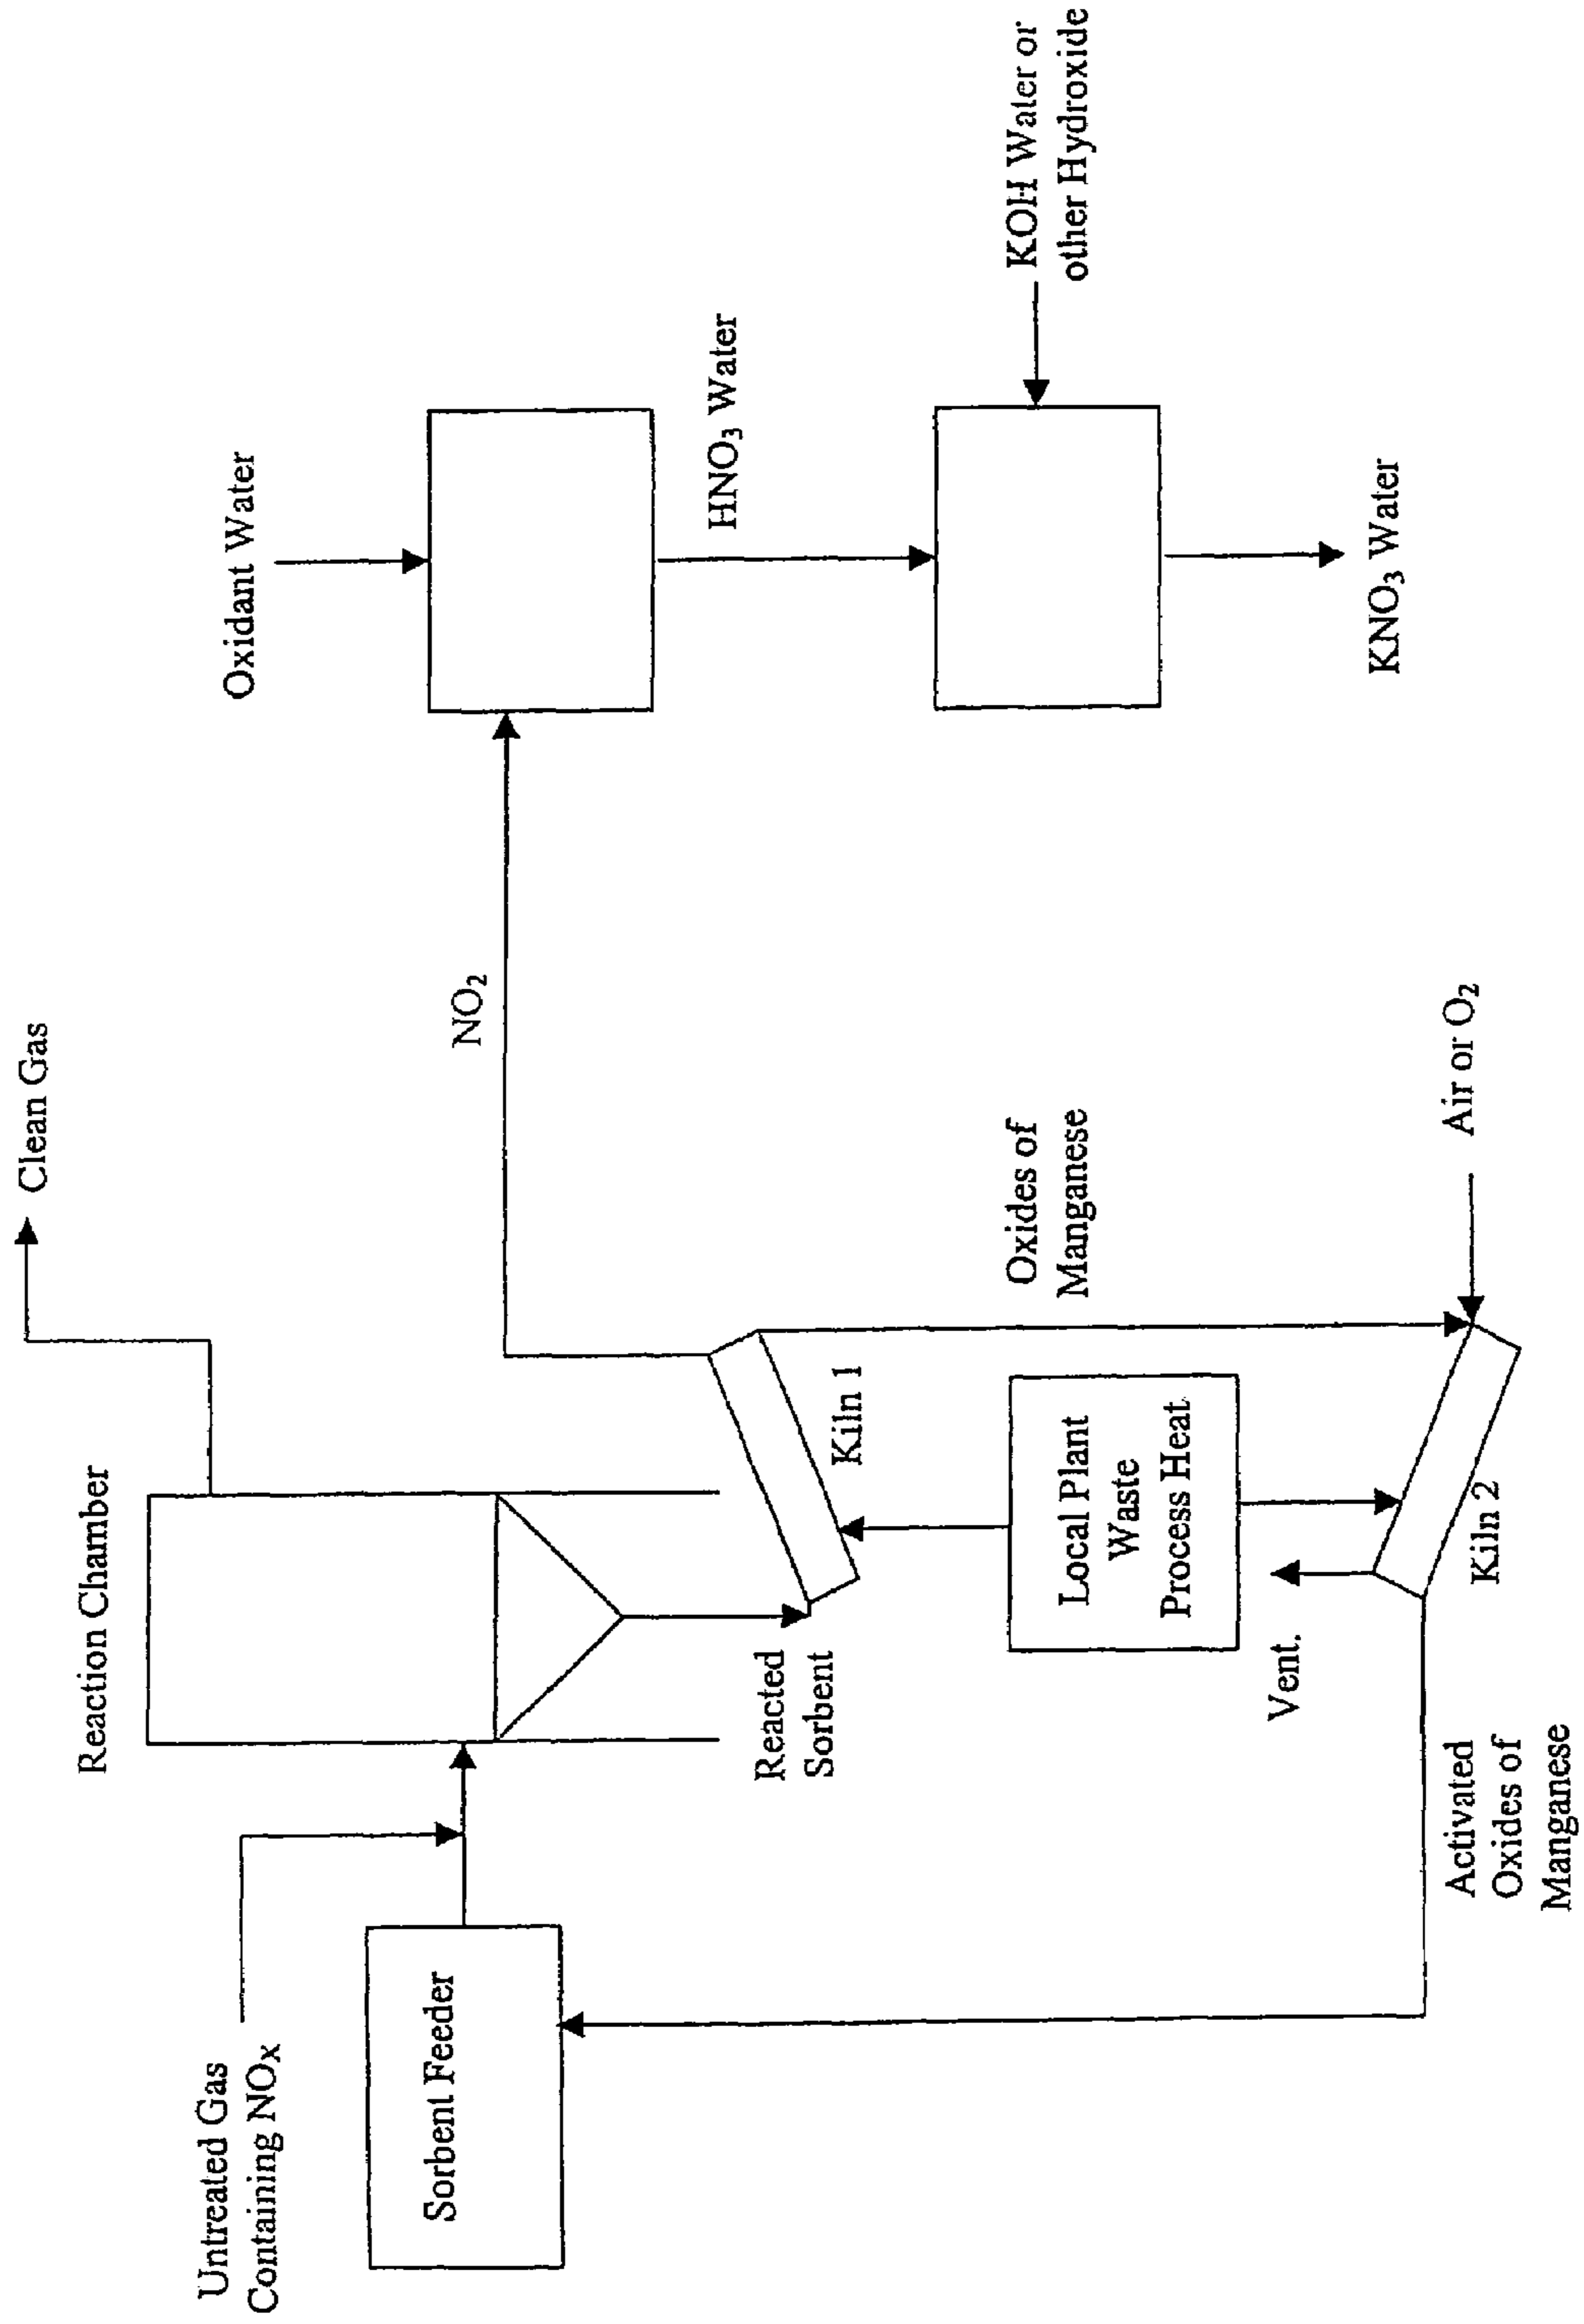 Untreated Gas
Containing NOX
Sorbent Feeder
Reaction Chamber
Clean Gas
Reacted
Sorbent
Kiln 1
NO2
Oxidant Water
HNO3 Water
KOH Water or
other Hydroxide
KNO3 Water
Oxides of
Manganese
Local Plant
Waste
Process Heat
Vent.
Kiln 2
Air or O2
Activated
Oxides of
Manganese